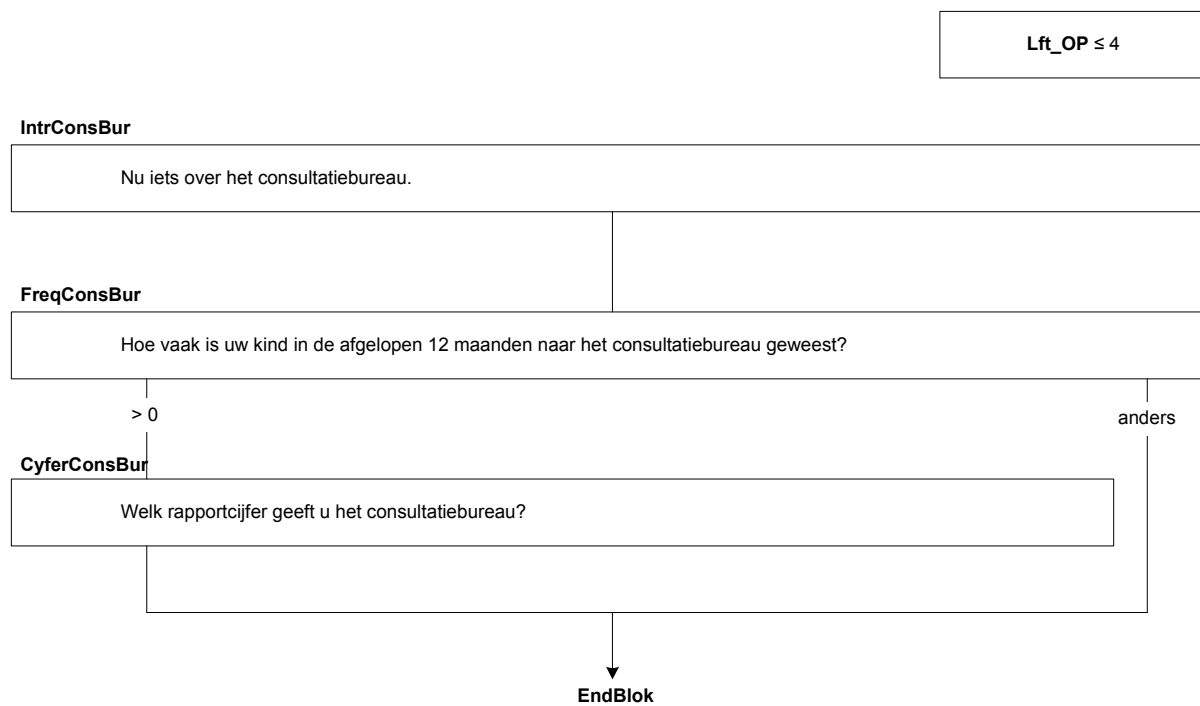 Lft_OP ≤ 4
IntrConsBur
Nu iets over het consultatiebureau.
FreqConsBur
Hoe vaak is uw kind in de afgelopen 12 maanden naar het consultatiebureau geweest?
> 0
anders
CyferConsBur
Welk rapportcijfer geeft u het consultatiebureau?
EndBlok